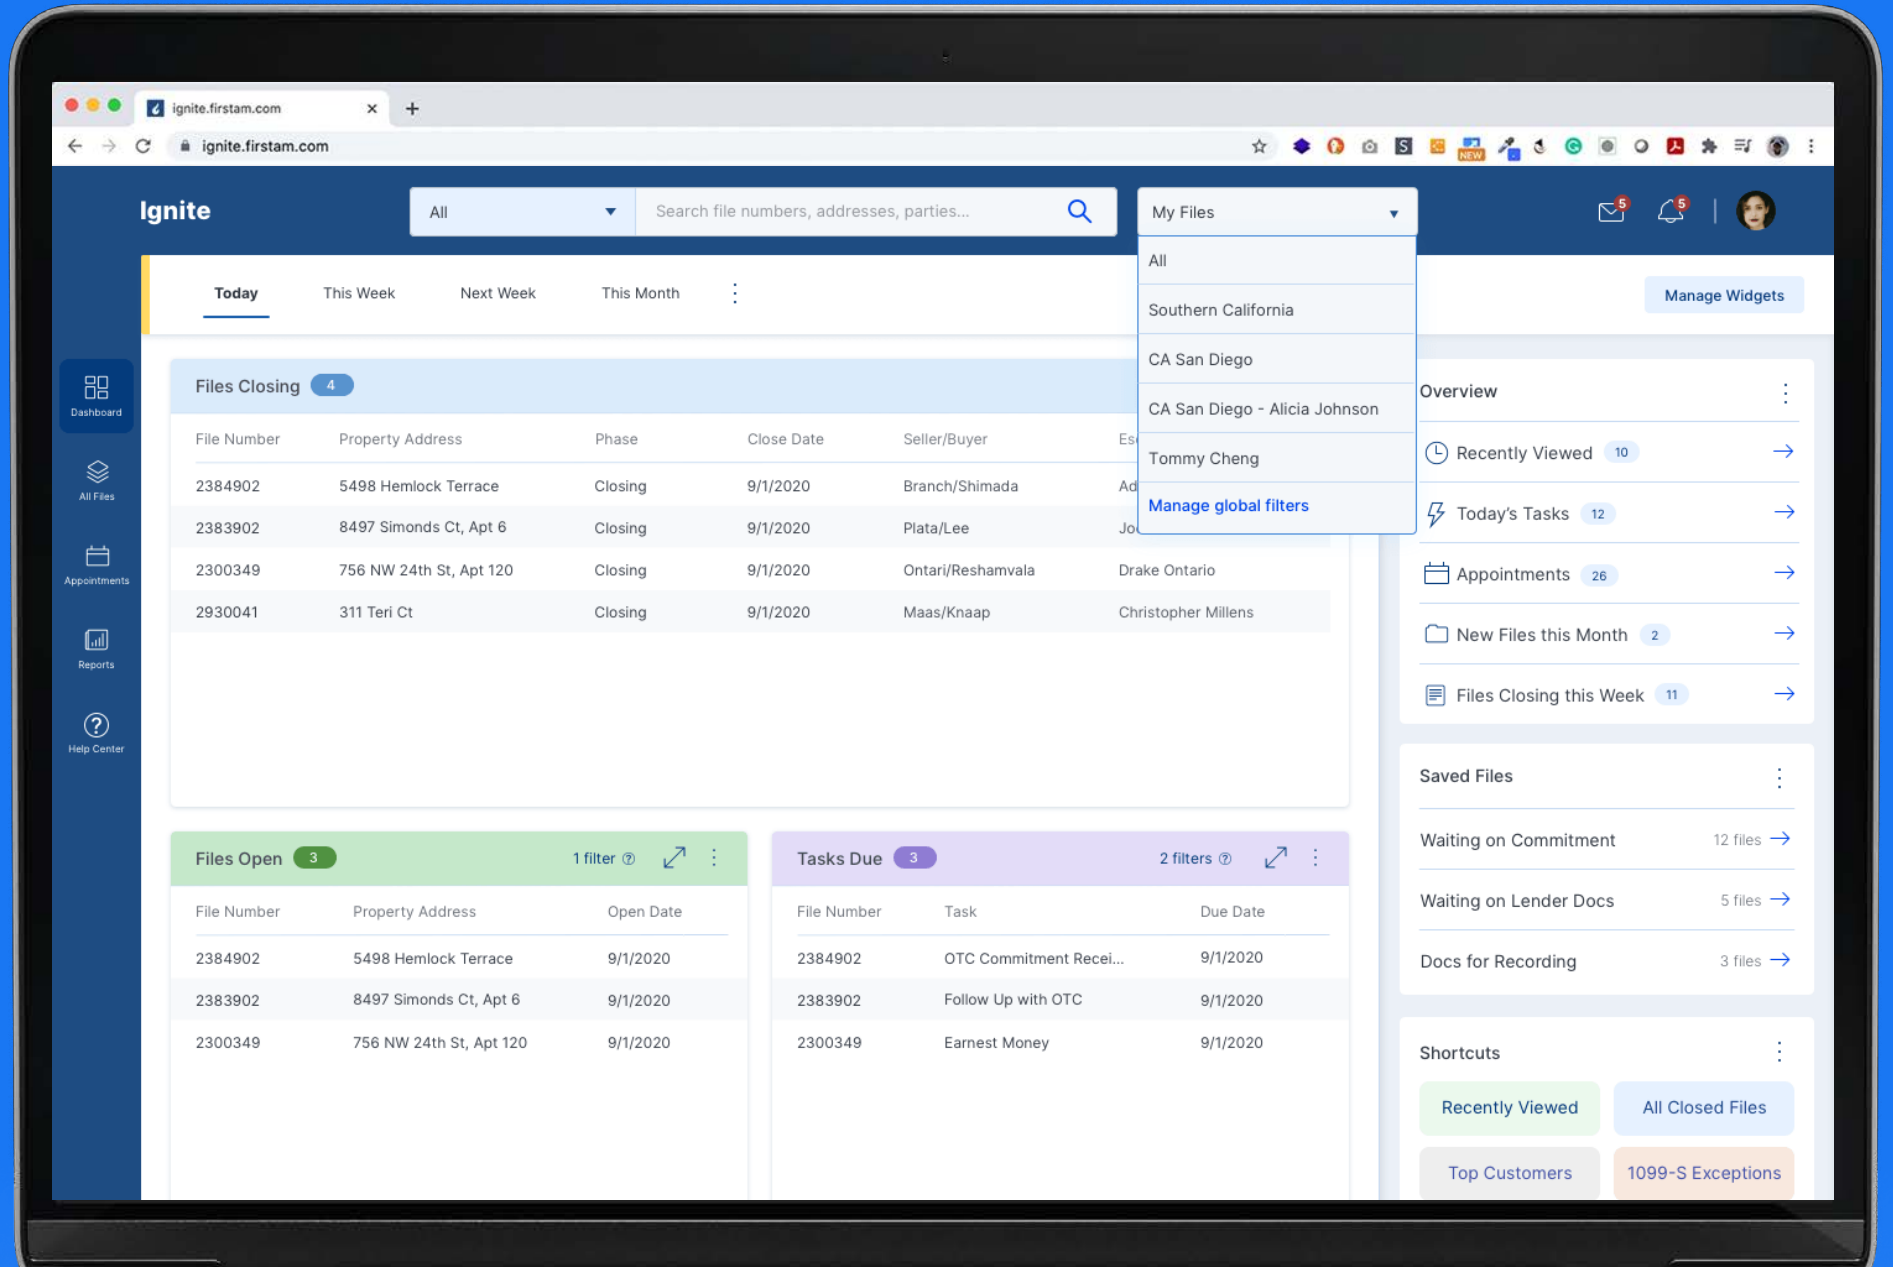 ignite.firstam.com
ignite.firstam.com
NEW
Ignite
All
Search file numbers, addresses, parties...
My Files
5
5
All
Southern California
CA San Diego
CA San Diego - Alicia Johnson
Tommy Cheng
Manage global filters
Today This Week Next Week This Month
Manage Widgets
Dashboard
All Files
Appointments
Reports
Help Center
Files Closing 4
File Number Property Address Phase Close Date Seller/Buyer
2384902 5498 Hemlock Terrace Closing 9/1/2020 Branch/Shimada
2383902 8497 Simonds Ct, Apt 6 Closing 9/1/2020 Plata/Lee
2300349 756 NW 24th St, Apt 120 Closing 9/1/2020 Ontari/Reshamvala Drake Ontario
2930041 311 Teri Ct Closing 9/1/2020 Maas/Knaap Christopher Millens
Files Open 3 1 filter
File Number Property Address Open Date
2384902 5498 Hemlock Terrace 9/1/2020
2383902 8497 Simonds Ct, Apt 6 9/1/2020
2300349 756 NW 24th St, Apt 120 9/1/2020
Tasks Due 3 2 filters
File Number Task Due Date
2384902 OTC Commitment Recei... 9/1/2020
2383902 Follow Up with OTC 9/1/2020
2300349 Earnest Money 9/1/2020
Overview
Recently Viewed 10
Today's Tasks 12
Appointments 26
New Files this Month 2
Files Closing this Week 11
Saved Files
Waiting on Commitment 12 files
Waiting on Lender Docs 5 files
Docs for Recording 3 files
Shortcuts
Recently Viewed All Closed Files
Top Customers 1099-S Exceptions